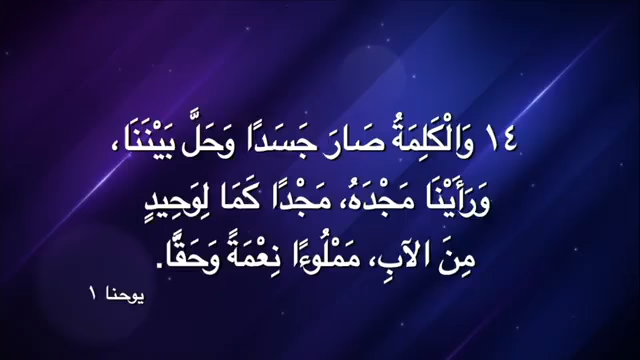 ١٤ وَالْكَلِمَةُ صَارَ جَسَدًا وَحَلَّ بَيْنَنَا،
وَرَأَيْنَا مَجْدَهُ، مَجْدًا كَمَا لِوَحِيدٍ
مِنَ الآبِ، مَمْلُوءًا نِعْمَةً وَحَقًّا.
يوحنا ١